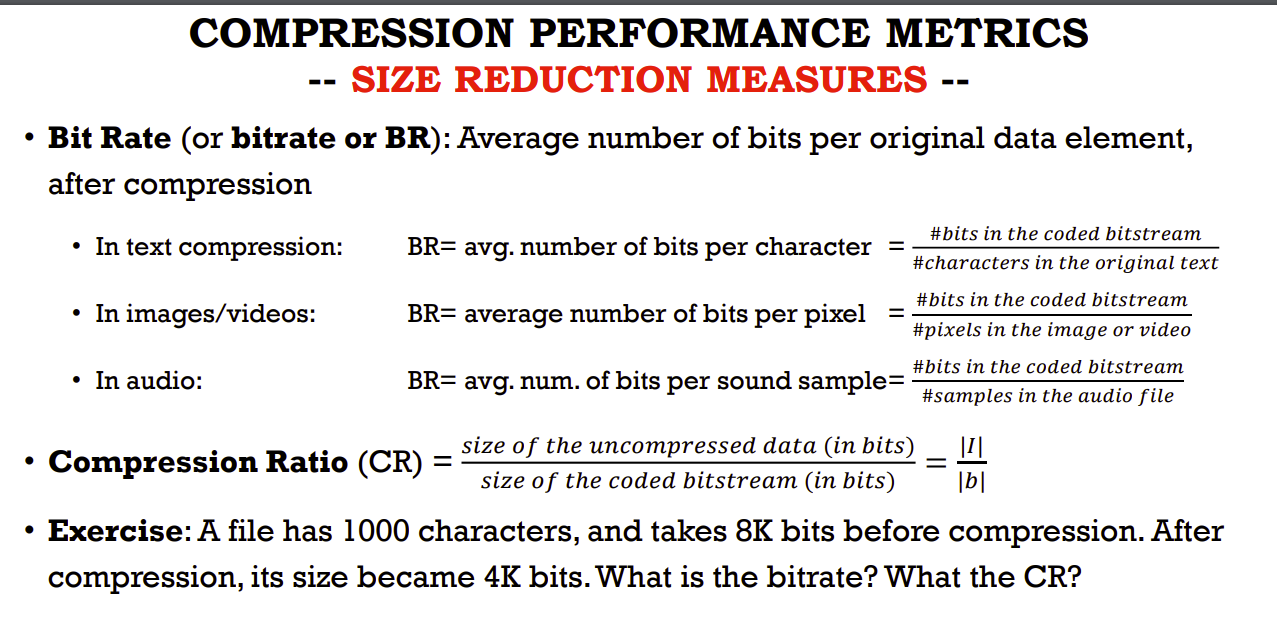 COMPRESSION PERFORMANCE METRICS
-- SIZE REDUCTION MEASURES --
• Bit Rate (or bitrate or BR): Average number of bits per original data element,
after compression
• In text compression: BR= avg. number of bits per character = #bits in the coded bitstream / #characters in the original text
• In images/videos: BR= average number of bits per pixel = #bits in the coded bitstream / #pixels in the image or video
• In audio: BR= avg. num. of bits per sound sample= #bits in the coded bitstream / #samples in the audio file
• Compression Ratio (CR) = size of the uncompressed data (in bits) / size of the coded bitstream (in bits) = |I| / |b|
• Exercise: A file has 1000 characters, and takes 8K bits before compression. After
compression, its size became 4K bits. What is the bitrate? What the CR?